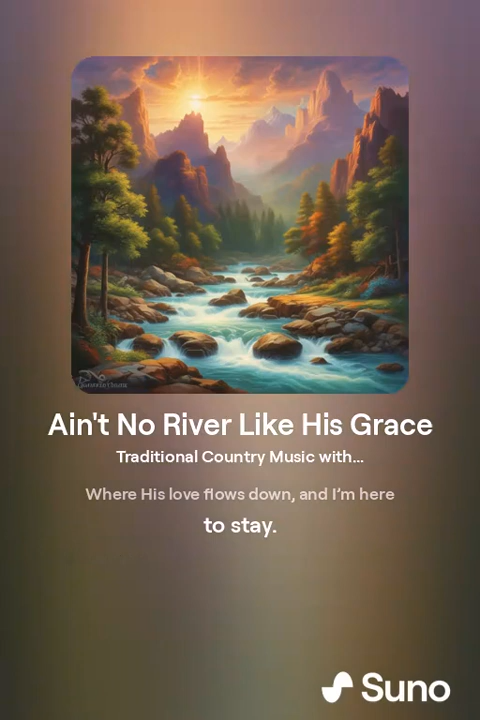 Ain't No River Like His Grace
Traditional Country Music with...
Where His love flows down, and I'm here
to stay.
Suno